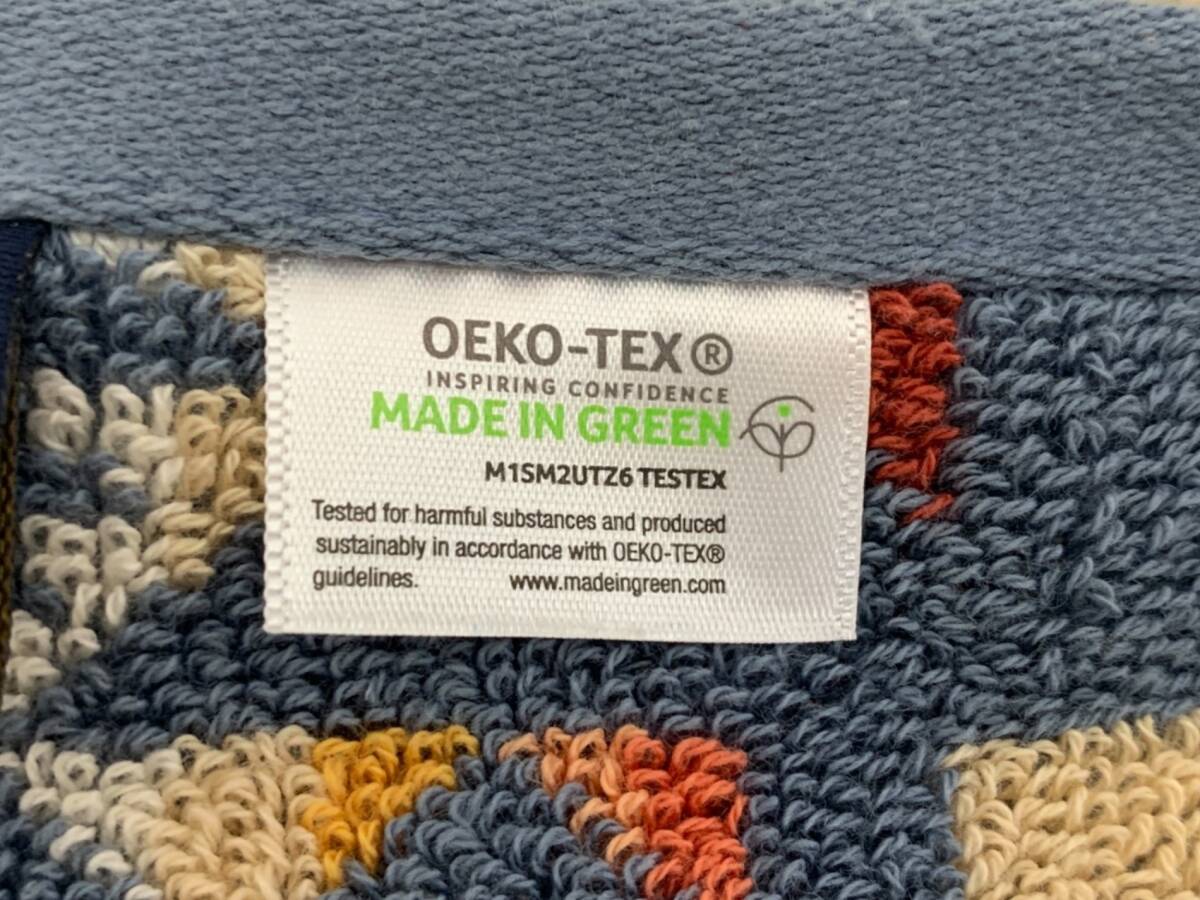 OEKO-TEX®
INSPIRING CONFIDENCE
MADE IN GREEN
M1SM2UTZ6 TESTEX
Tested for harmful substances and produced
sustainably in accordance with OEKO-TEX®
guidelines. www.madeingreen.com